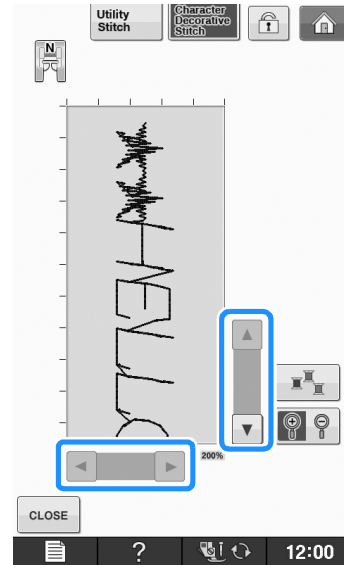 Utility
Stitch
Character
Decorative
Stitch
N
HELLO
200%
CLOSE
?
12:00